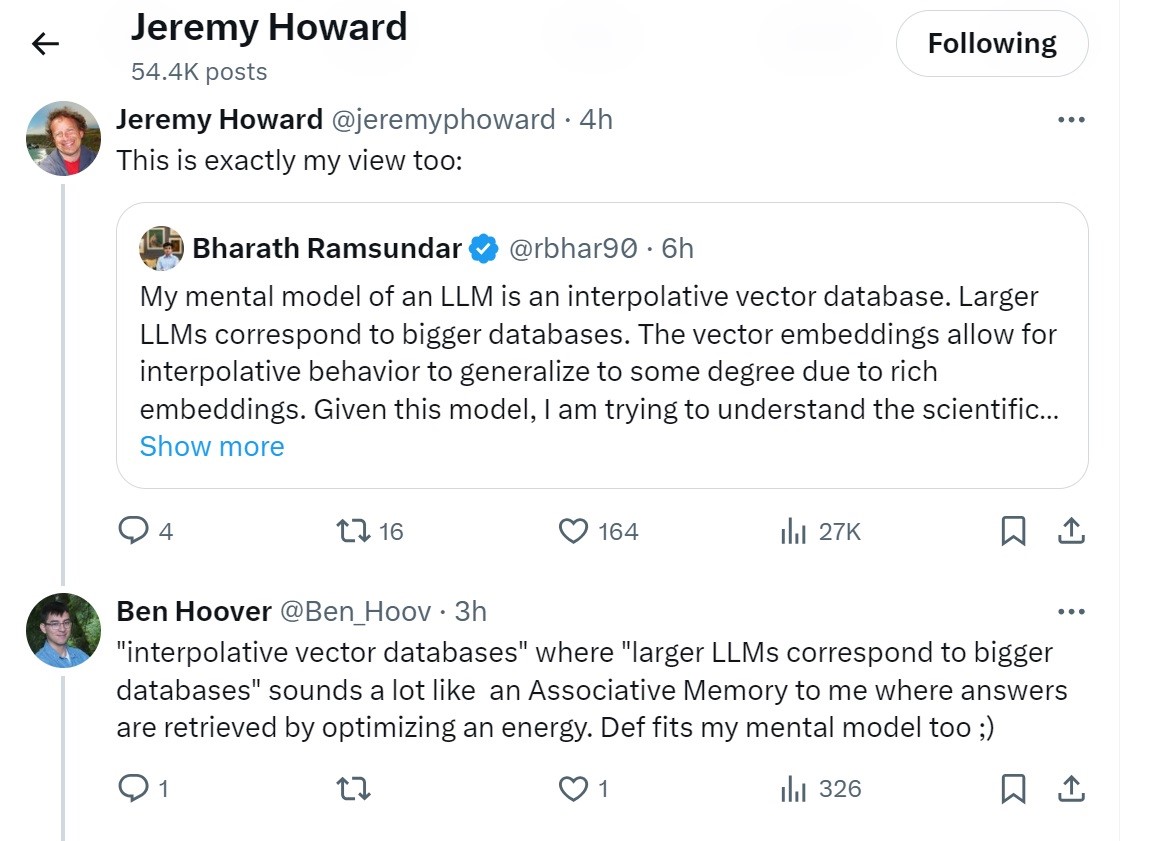 Jeremy Howard
54.4K posts
Following
Jeremy Howard @jeremyphoward · 4h
This is exactly my view too:
Bharath Ramsundar @rbhar90 · 6h
My mental model of an LLM is an interpolative vector database. Larger
LLMs correspond to bigger databases. The vector embeddings allow for
interpolative behavior to generalize to some degree due to rich
embeddings. Given this model, I am trying to understand the scientific...
Show more
4 16 164 27K
Ben Hoover @Ben_Hoov · 3h
"interpolative vector databases" where "larger LLMs correspond to bigger
databases" sounds a lot like  an Associative Memory to me where answers
are retrieved by optimizing an energy. Def fits my mental model too ;)
1 1 326